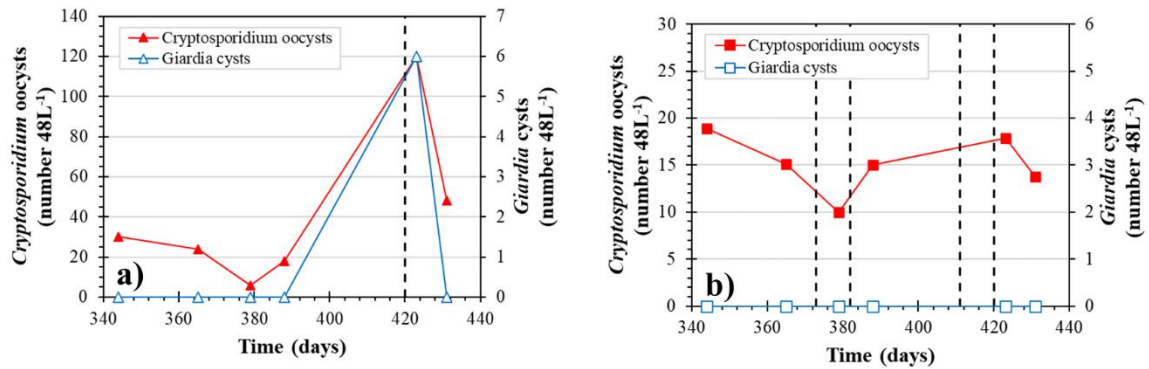 Cryptosporidium oocysts
(number 48L-1)
140
120
100
80
60
40
20
0
Cryptosporidium oocysts
Giardia cysts
a)
7
6
5
4
3
2
1
0
Giardia cysts
(number 48L-1)
340 360 380 400 420 440
Time (days)
Cryptosporidium oocysts
(number 48L-1)
30
25
20
15
10
5
0
Cryptosporidium oocysts
Giardia cysts
b)
6
5
4
3
2
1
0
Giardia cysts
(number 48L-1)
340 360 380 400 420 440
Time (days)